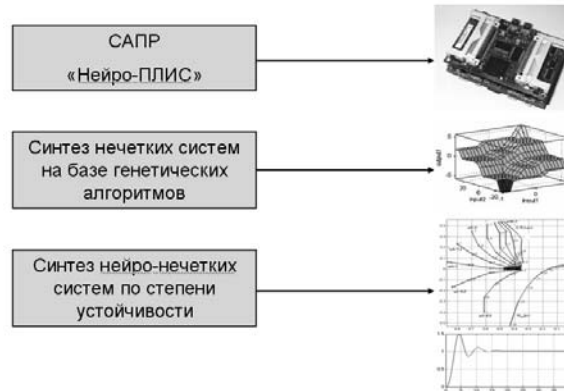 САПР
«Нейро-ПЛИС»
Синтез нечетких систем
на базе генетических
алгоритмов
Синтез нейро-нечетких
систем по степени
устойчивости